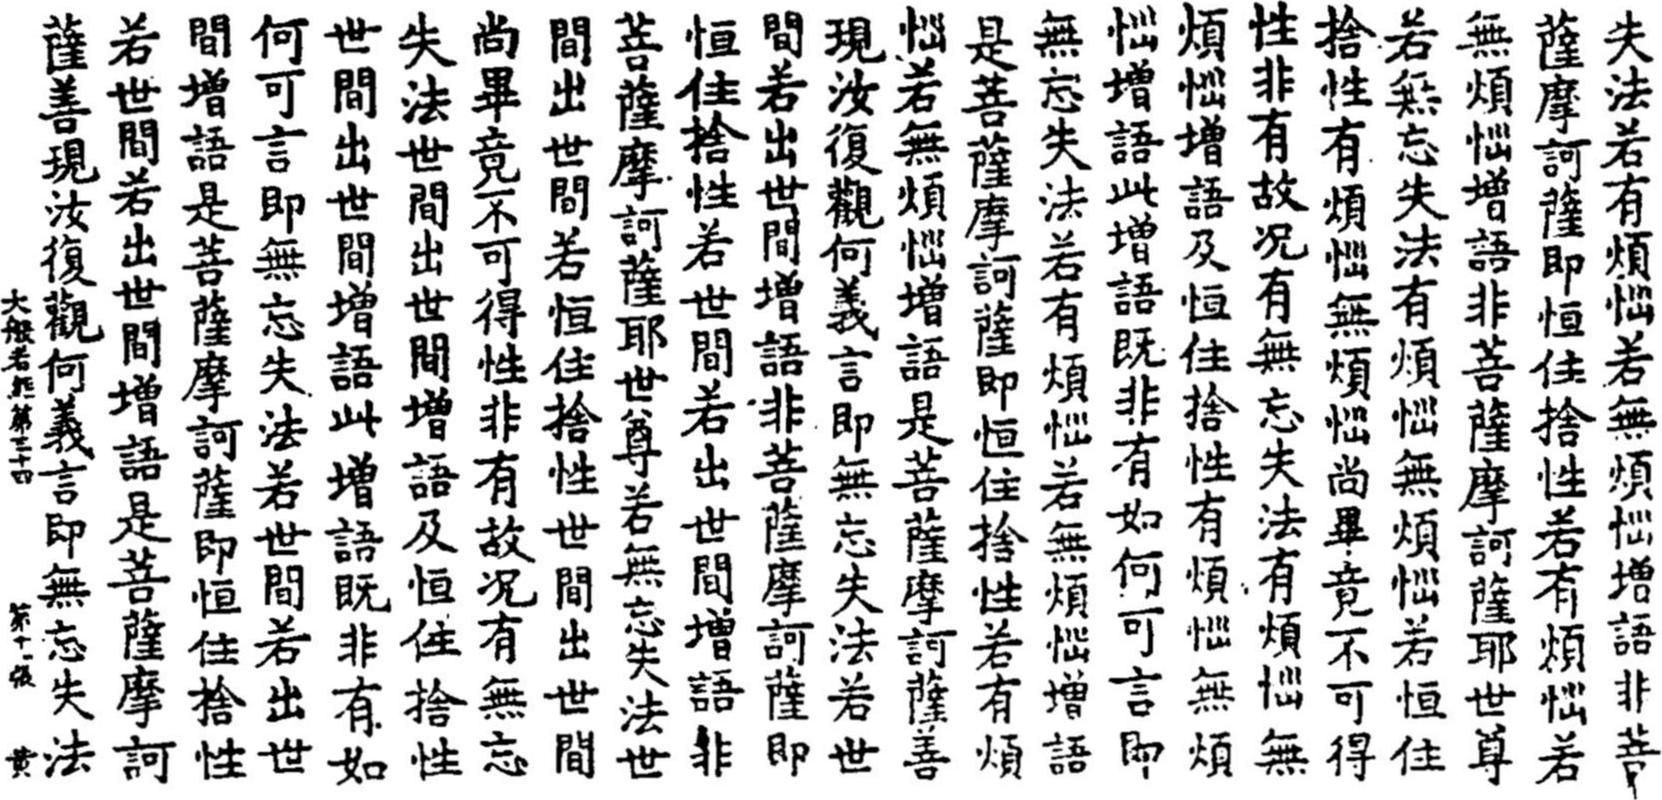 失法若有煩惱若無煩惱增語非菩
薩摩訶薩即恒住捨性若有煩惱若
無煩惱增語非菩薩摩訶薩耶世尊
若無忘失法有煩惱無煩惱若恒住
捨性有煩惱無煩惱尚畢竟不可得
性非有故况有無忘失法有煩惱無
煩惱增語及恒住捨性有煩惱無煩
惱增語此增語既非有如何可言即
無忘失法若有煩惱若無煩惱增語
是菩薩摩訶薩即恒住捨性若有煩
惱若無煩惱增語是菩薩摩訶薩善
現汝復觀何義言即無忘失法若世
間若出世間增語非菩薩摩訶薩即
恒住捨性若世間若出世間增語非
菩薩摩訶薩耶世尊若無忘失法世
間出世間若恒住捨性世間出世間
尚畢竟不可得性非有故况有無忘
失法世間出世間增語及恒住捨性
世間出世間增語此增語既非有如
何可言即無忘失法若世間若出世
間增語是菩薩摩訶薩即恒住捨性
若世間若出世間增語是菩薩摩訶
薩善現汝復觀何義言即無忘失法
大般若經第三十四 第十一張 黃